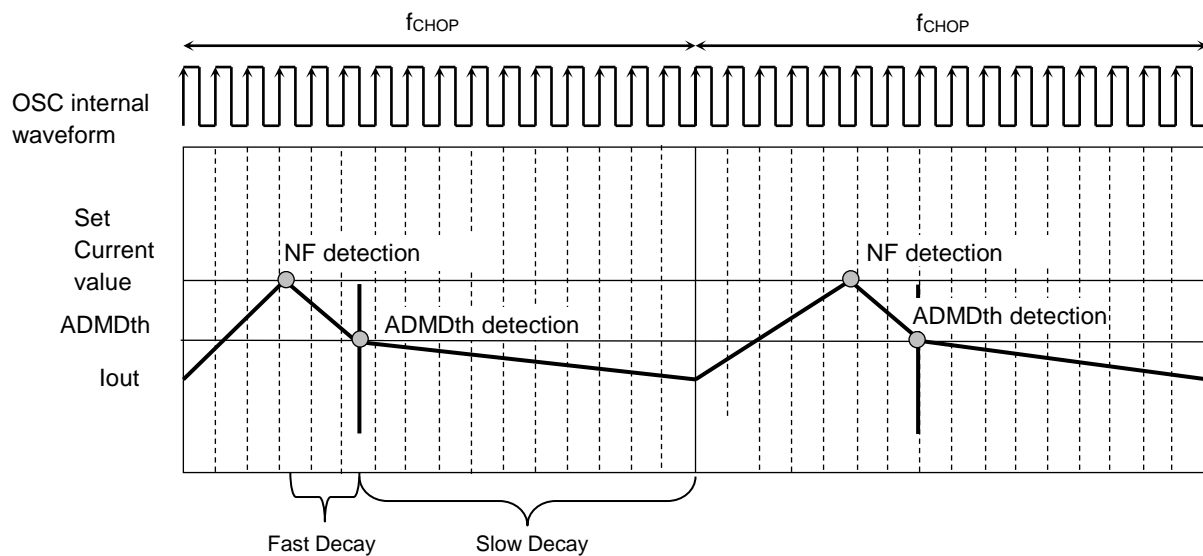 fCHOP
fCHOP
OSC internal
waveform
Set
Current
value
NF detection
NF detection
ADMDth
ADMDth detection
ADMDth detection
Iout
Fast Decay
Slow Decay